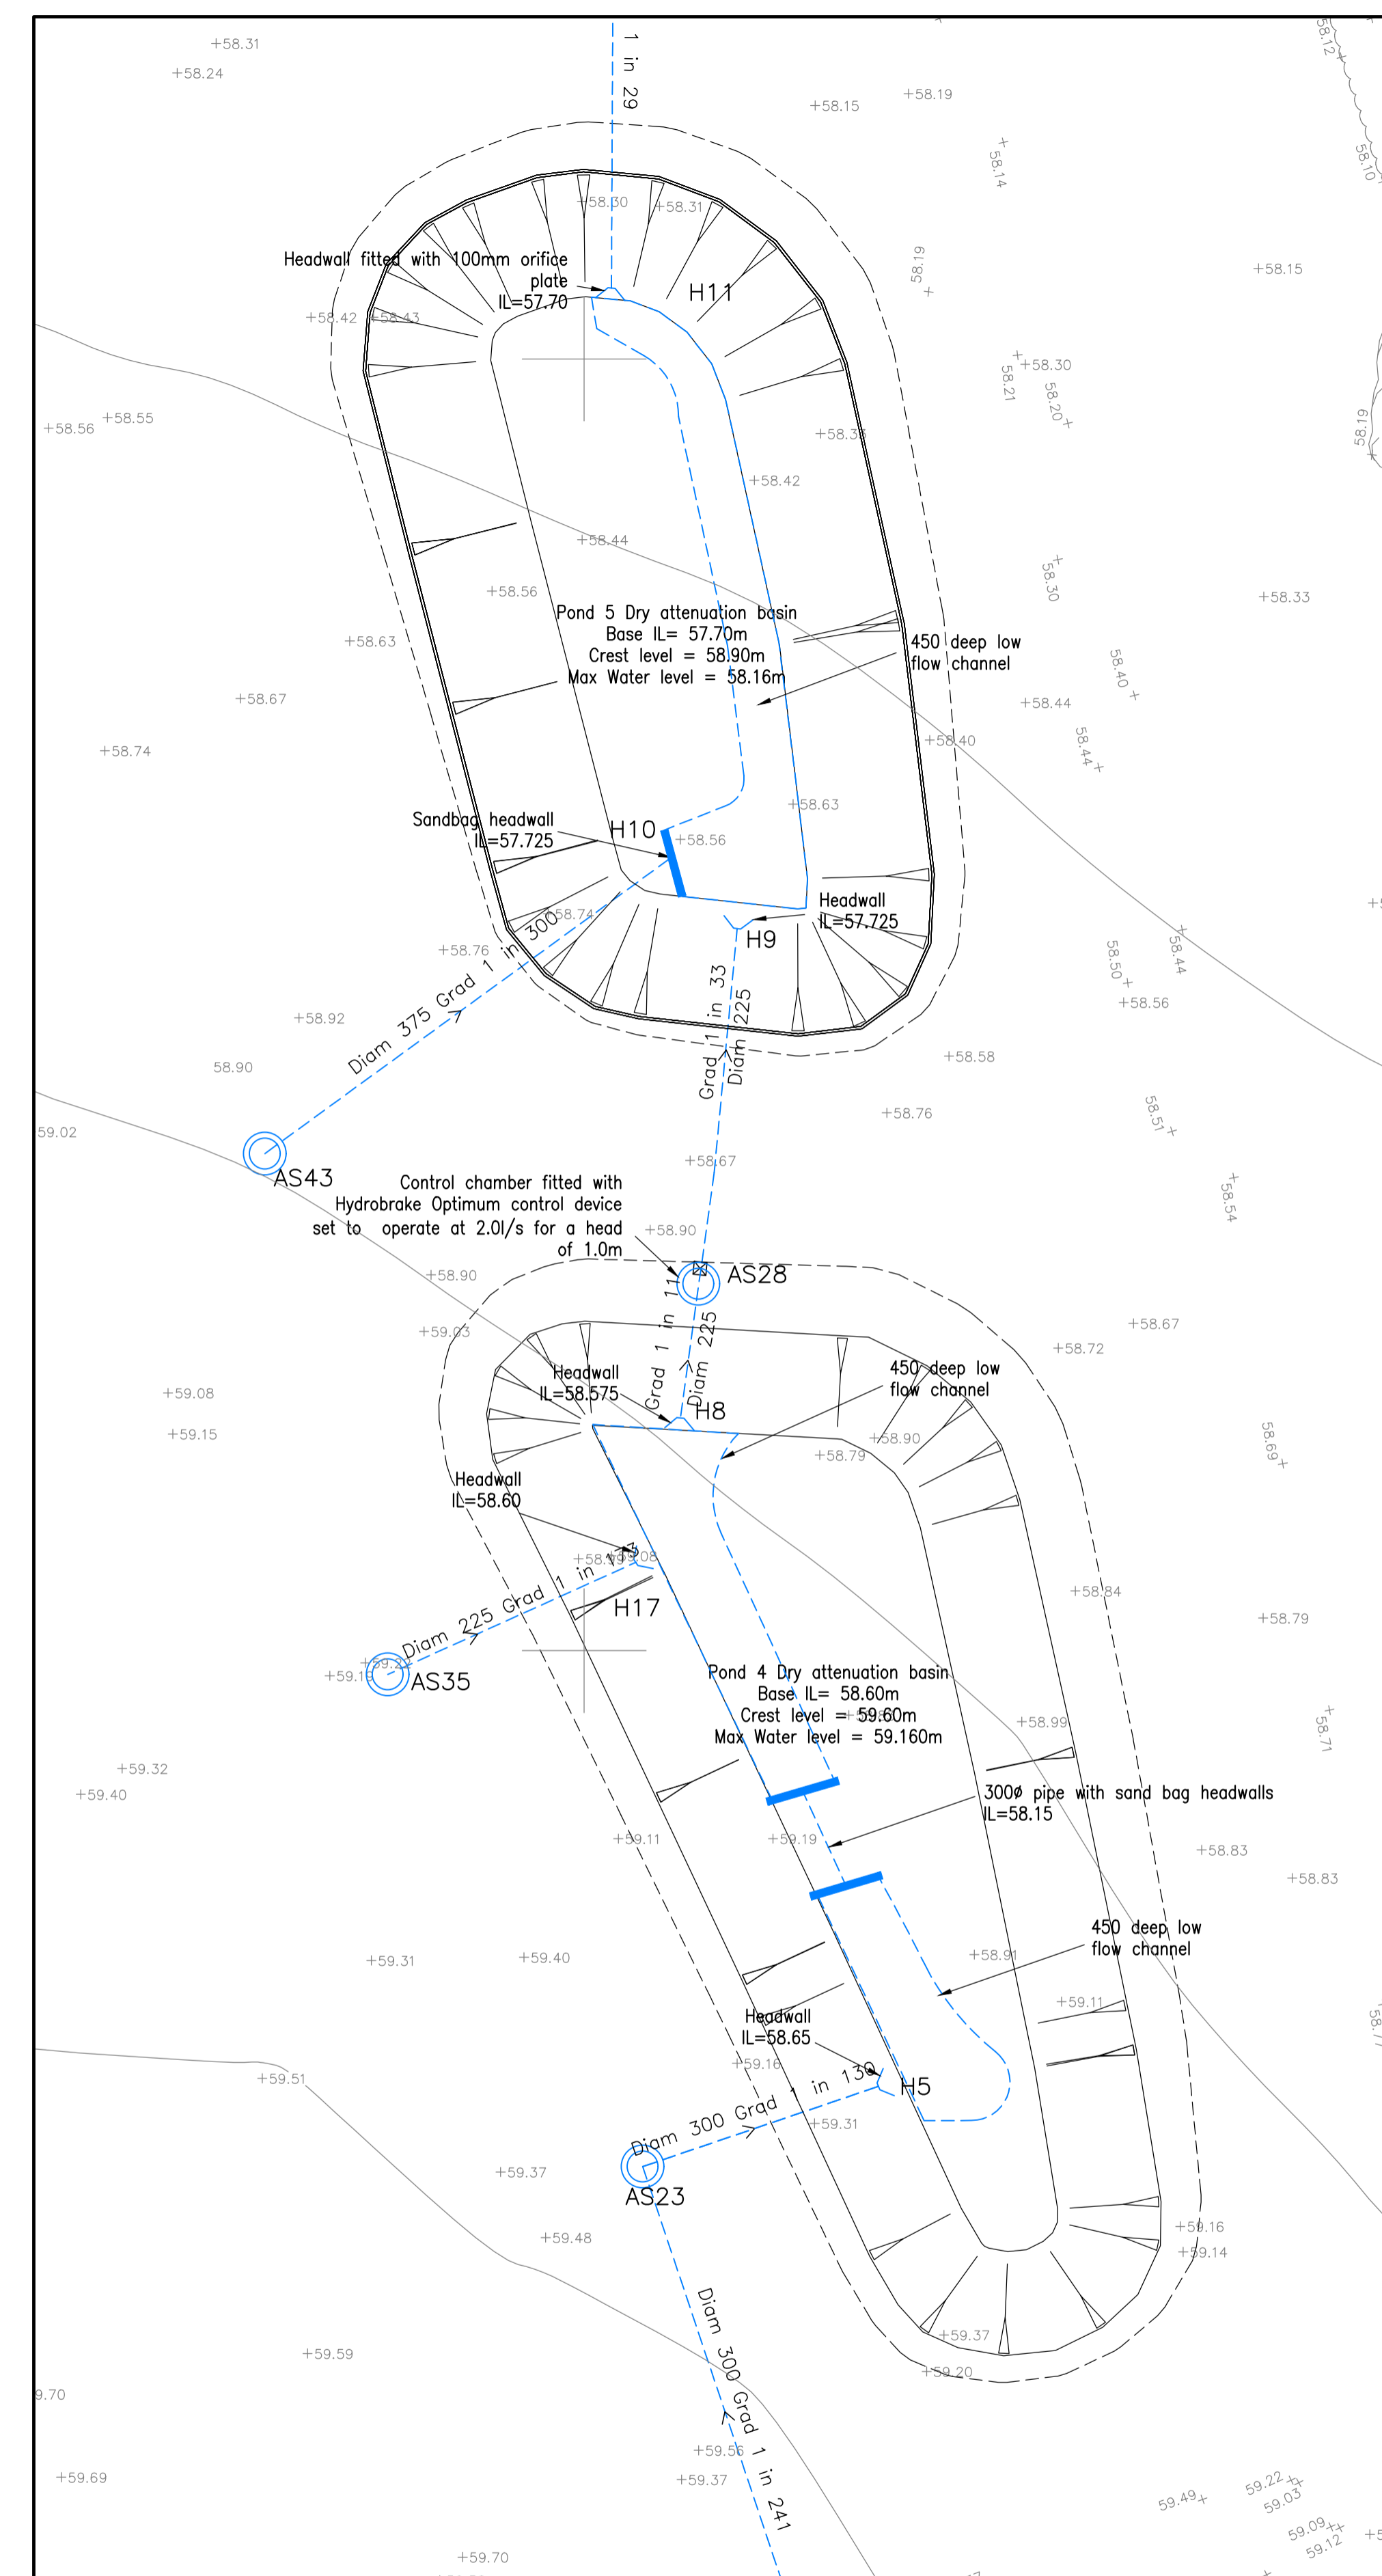 +58.31
+58.24
1 in 29
+58.15
+58.19
58.12
58.14
58.10
+58.30
+58.31
58.19
+58.15
Headwall fitted with 100mm orifice
plate
IL=57.70
H11
+58.42
+58.43
+58.30
58.21
58.20
+58.55
+58.56
58.19
+58.33
+58.42
+58.44
+58.56
58.30
+58.33
+58.63
Pond 5 Dry attenuation basin
Base IL= 57.70m
Crest level = 58.90m
Max Water level = 58.16m
450 deep low
flow channel
58.40
+58.67
+58.44
+58.74
+58.40
58.44
+58.63
Sandbag headwall
IL=57.725
H10
+58.56
Headwall
IL=57.725
+58.74
H9
+58.76
58.44
58.50
+58.56
Diam 375 Grad 1 in 300
Grad 1 in 33
Diam 225
+58.92
+58.58
58.90
+58.76
58.51
59.02
+58.67
AS43
58.54
Control chamber fitted with
Hydrobrake Optimum control device
set to operate at 2.0l/s for a head
of 1.0m
+58.90
AS28
+58.90
+59.03
+58.67
+58.72
Grad 1 in 11
Diam 225
Headwall
IL=58.575
450 deep low
flow channel
+59.08
H8
+59.15
+58.90
+58.79
58.69
Headwall
IL=58.60
+58.99
+59.08
Diam 225 Grad 1 in 173
H17
+58.84
+58.79
+59.19
AS35
Pond 4 Dry attenuation basin
Base IL= 58.60m
Crest level = 59.60m
Max Water level = 59.160m
+58.99
58.71
+59.32
+59.40
300ø pipe with sand bag headwalls
IL=58.15
+59.11
+59.19
+58.83
+58.83
450 deep low
flow channel
+59.31
+59.40
+58.91
+59.11
Headwall
IL=58.65
+59.16
+59.51
H5
Diam 300 Grad 1 in 130
+59.31
+59.37
AS23
+59.16
+59.14
+59.48
Diam 300 Grad 1 in 241
+59.37
+59.59
+59.20
9.70
+59.56
+59.37
+59.69
59.49
59.22
59.03
59.09
59.12
+59.70